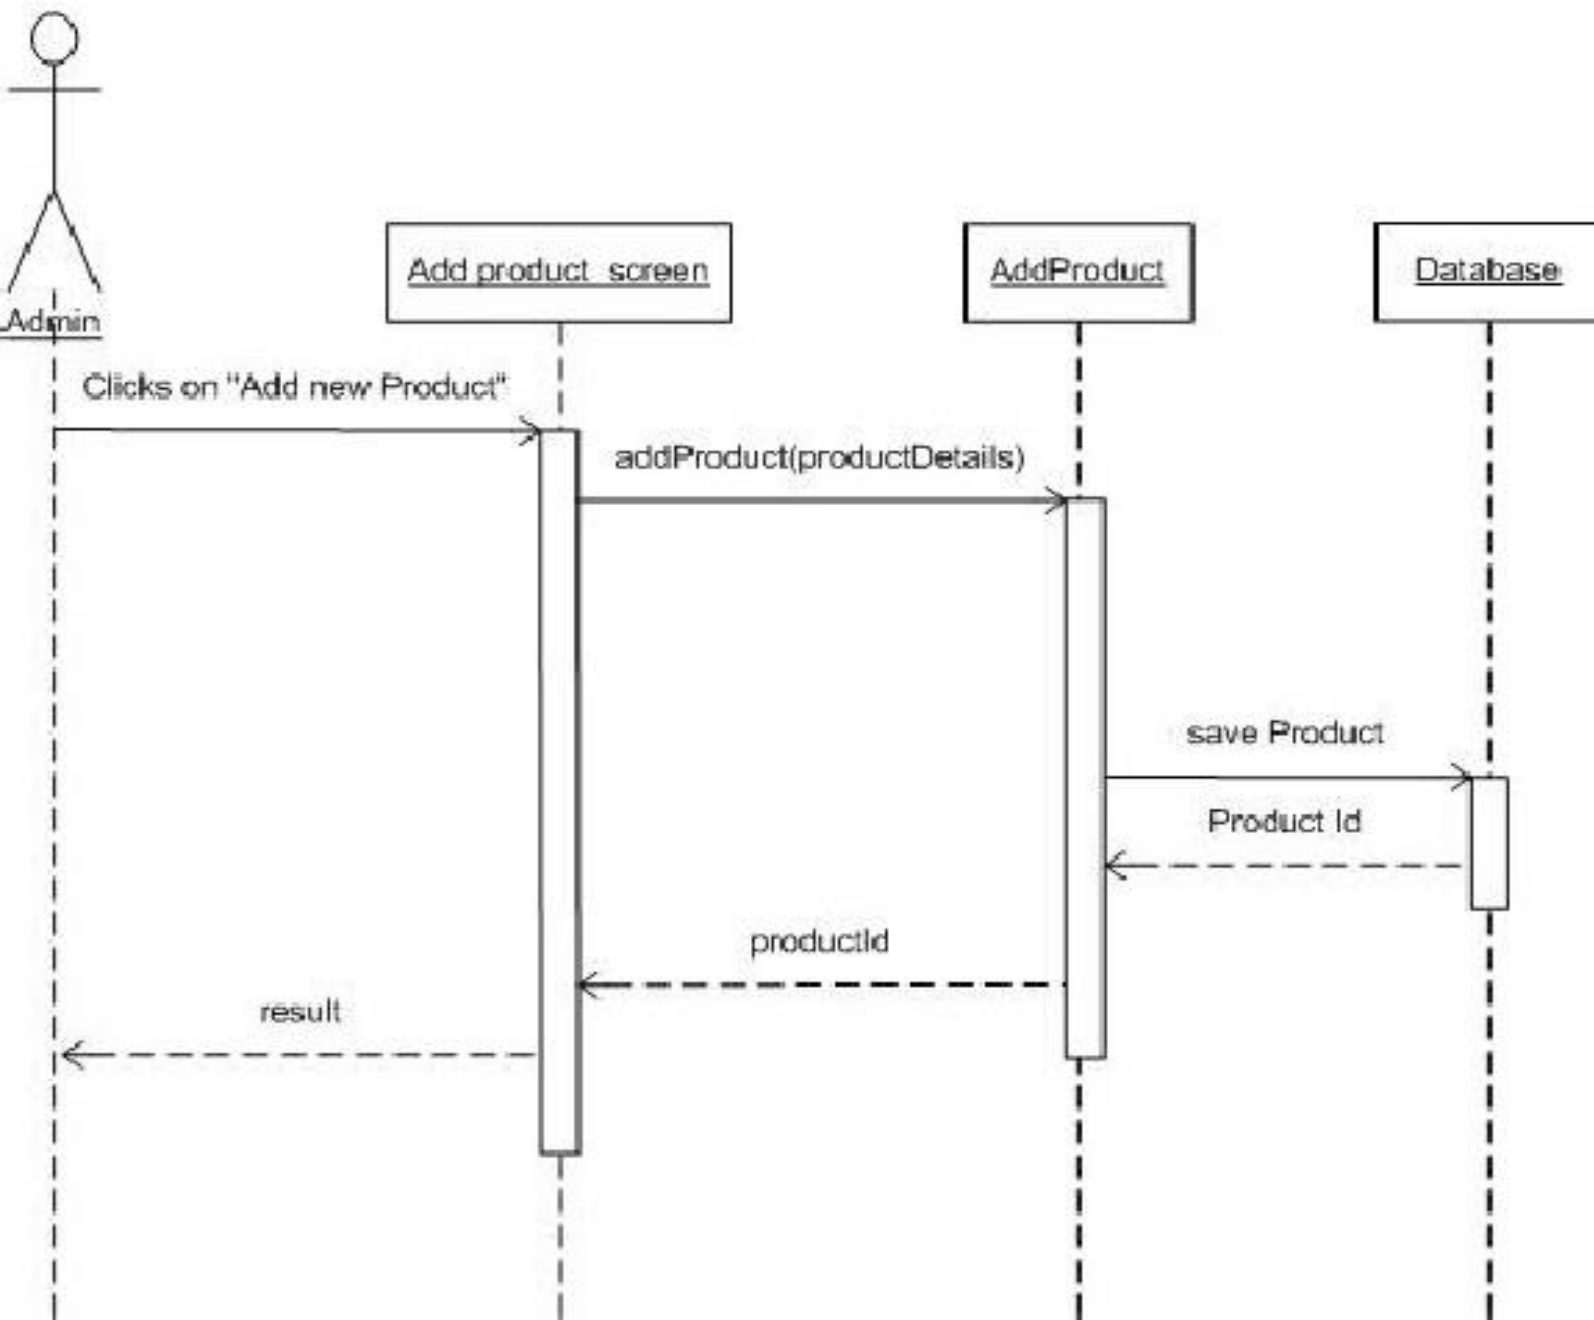 Add product screen
AddProduct
Database
Admin
Clicks on "Add new Product"
addProduct(productDetails)
save Product
Product Id
productId
result